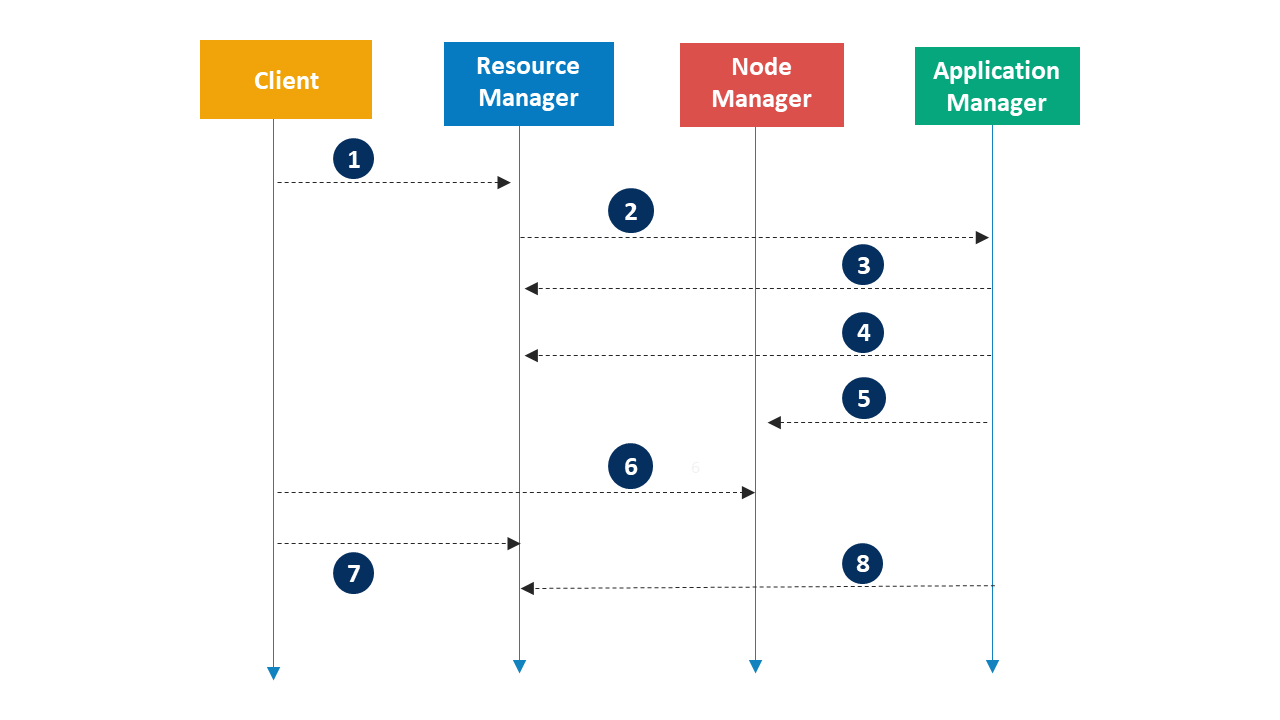 Client
Resource
Manager
Node
Manager
Application
Manager
1
2
3
4
5
6
6
7
8